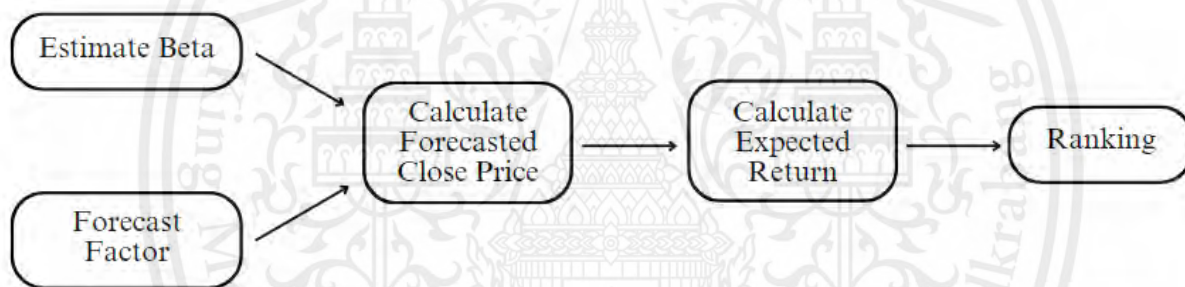 Estimate Beta
Forecast
Factor
Calculate
Forecasted
Close Price
Calculate
Expected
Return
Ranking